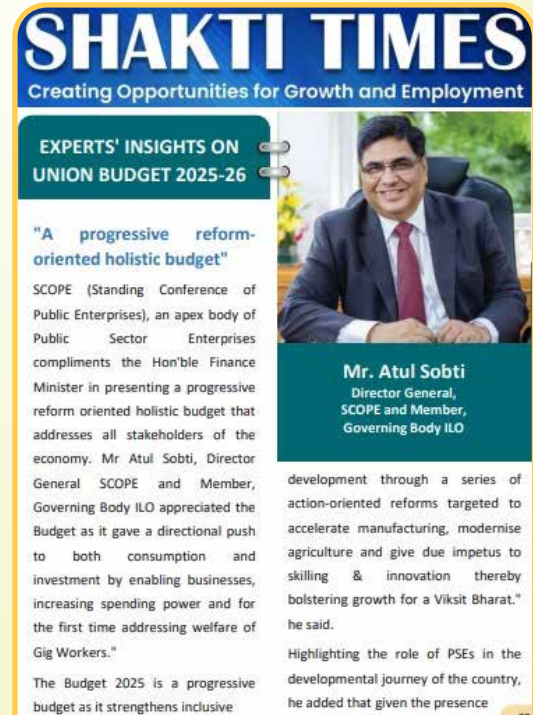 SHAKTI TIMES
Creating Opportunities for Growth and Employment
EXPERTS' INSIGHTS ON
UNION BUDGET 2025-26
"A progressive reform-
oriented holistic budget"
SCOPE (Standing Conference of
Public Enterprises), an apex body of
Public Sector Enterprises
compliments the Hon'ble Finance
Minister in presenting a progressive
reform oriented holistic budget that
addresses all stakeholders of the
economy. Mr Atul Sobti, Director
General SCOPE and Member,
Governing Body ILO appreciated the
Budget as it gave a directional push
to both consumption and
investment by enabling businesses,
increasing spending power and for
the first time addressing welfare of
Gig Workers."
The Budget 2025 is a progressive
budget as it strengthens inclusive
Mr. Atul Sobti
Director General,
SCOPE and Member,
Governing Body ILO
development through a series of
action-oriented reforms targeted to
accelerate manufacturing, modernise
agriculture and give due impetus to
skilling & innovation thereby
bolstering growth for a Viksit Bharat."
he said.
Highlighting the role of PSEs in the
developmental journey of the country,
he added that given the presence